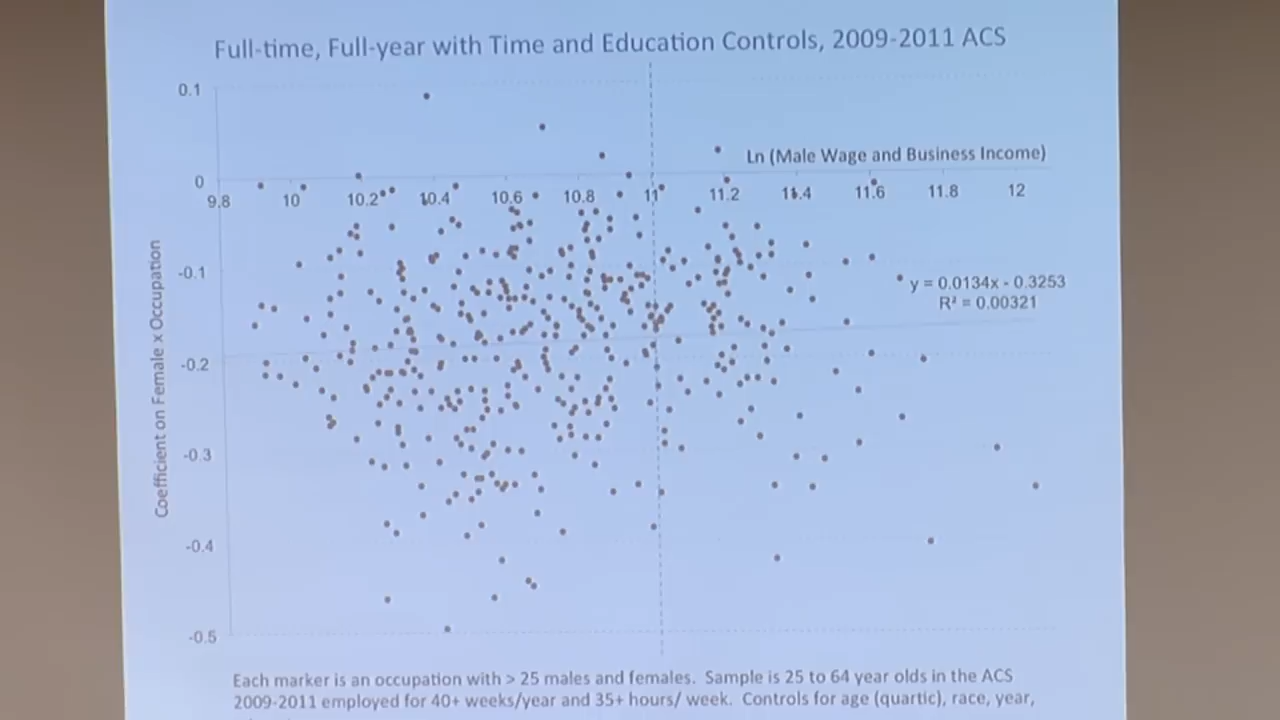 Full-time, Full-year with Time and Education Controls, 2009-2011 ACS
0.1
Ln (Male Wage and Business Income)
0
9.8 10 10.2 10.4 10.6 10.8 11 11.2 11.4 11.6 11.8 12
-0.1
y = 0.0134x - 0.3253
R² = 0.00321
Coefficient on Female x Occupation
-0.2
-0.3
-0.4
-0.5
Each marker is an occupation with > 25 males and females. Sample is 25 to 64 year olds in the ACS
2009-2011 employed for 40+ weeks/year and 35+ hours/ week. Controls for age (quartic), race, year,